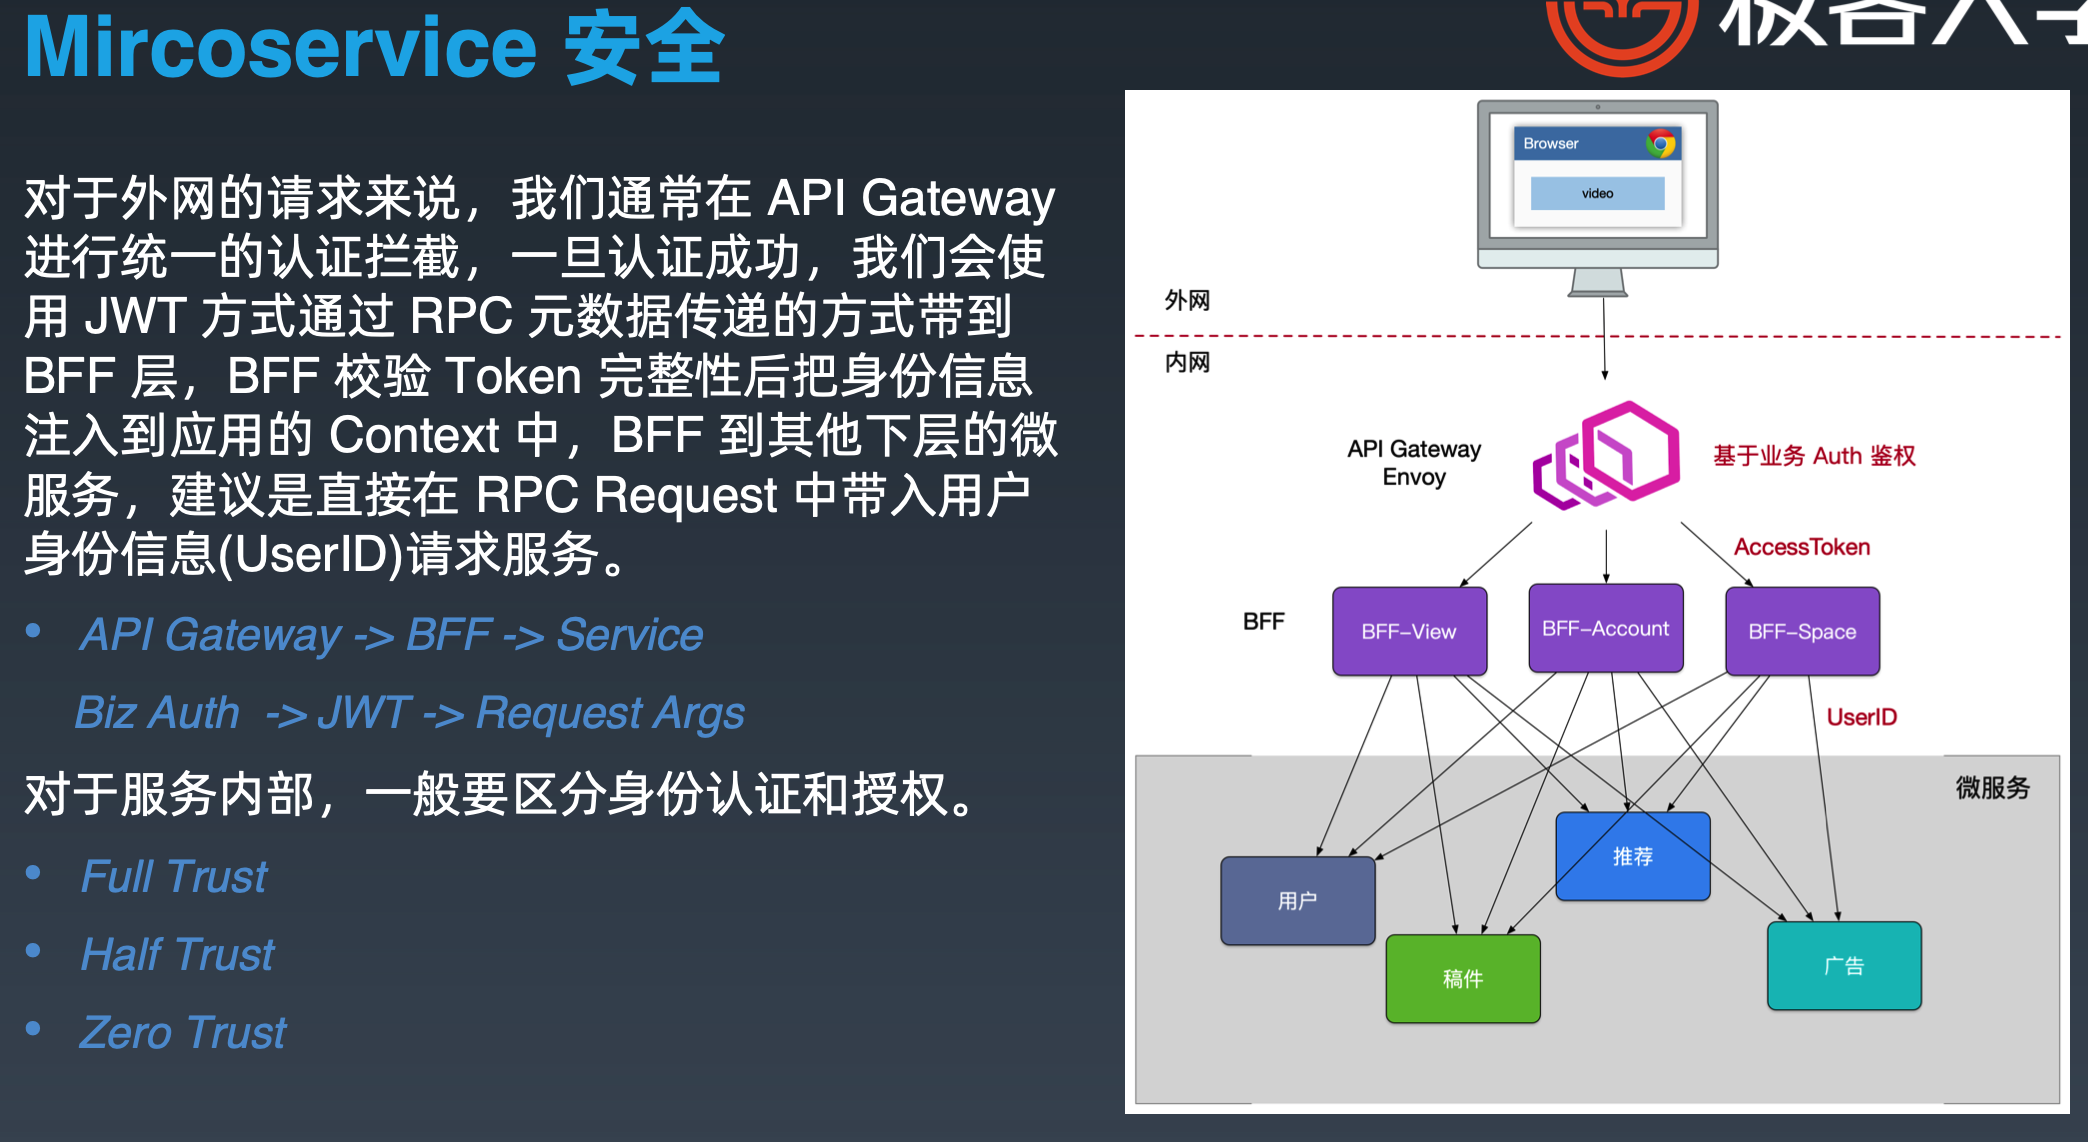 Mircoservice 安全
极客大学
对于外网的请求来说，我们通常在 API Gateway
进行统一的认证拦截，一旦认证成功，我们会使
用 JWT 方式通过 RPC 元数据传递的方式带到
BFF 层，BFF 校验 Token 完整性后把身份信息
注入到应用的 Context 中，BFF 到其他下层的微
服务，建议是直接在 RPC Request 中带入用户
身份信息(UserID)请求服务。
• API Gateway -> BFF -> Service
Biz Auth -> JWT -> Request Args
对于服务内部，一般要区分身份认证和授权。
• Full Trust
• Half Trust
• Zero Trust
Browser
video
外网
内网
API Gateway
Envoy
基于业务 Auth 鉴权
AccessToken
BFF
BFF-View
BFF-Account
BFF-Space
UserID
微服务
推荐
用户
稿件
广告